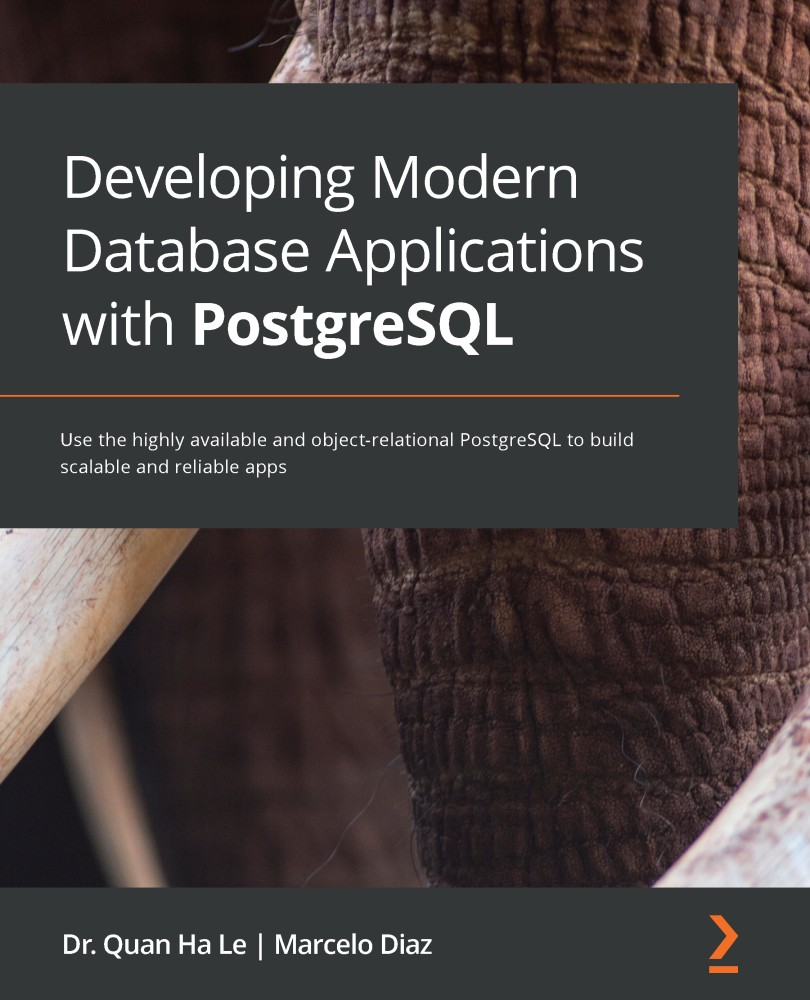 Developing Modern
Database Applications
with PostgreSQL
Use the highly available and object-relational PostgreSQL to build
scalable and reliable apps
Dr. Quan Ha Le | Marcelo Diaz